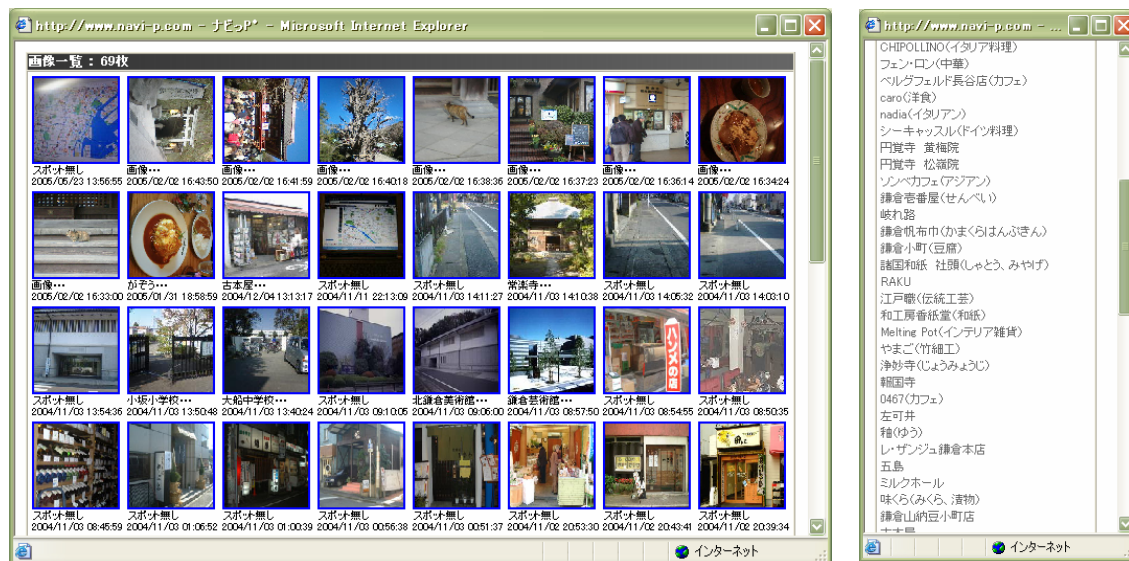 http://www.navi-p.com - ナビっP* - Microsoft Internet Explorer
画像一覧 : 69枚
スポット無し 画像… 画像… 画像… 画像… 画像… 画像… 画像…
2005/05/23 13:56:55 2005/02/02 16:43:50 2005/02/02 16:41:59 2005/02/02 16:40:18 2005/02/02 16:38:36 2005/02/02 16:37:23 2005/02/02 16:36:14 2005/02/02 16:34:24
画像… がぞう… 古本屋… スポット無し スポット無し 常楽寺… スポット無し スポット無し
2005/02/02 16:33:00 2005/01/31 18:58:59 2004/12/04 13:13:17 2004/11/11 22:13:09 2004/11/03 14:11:27 2004/11/03 14:10:38 2004/11/03 14:05:32 2004/11/03 14:03:10
ハンメの店
スポット無し 小坂小学校… 大船中学校… スポット無し 北鎌倉美術館… 鎌倉芸術館… スポット無し スポット無し
2004/11/03 13:54:36 2004/11/03 13:50:48 2004/11/03 13:40:24 2004/11/03 09:10:05 2004/11/03 09:06:00 2004/11/03 08:57:50 2004/11/03 08:54:55 2004/11/03 08:50:35
スポット無し スポット無し スポット無し スポット無し スポット無し スポット無し スポット無し スポット無し
2004/11/03 08:45:59 2004/11/03 01:06:52 2004/11/03 01:00:39 2004/11/03 00:56:38 2004/11/03 00:51:37 2004/11/02 20:53:30 2004/11/02 20:43:41 2004/11/02 20:39:34
インターネット
http://www.navi-p.com - ...
CHIPOLLINO(イタリア料理)
フェン・ロン(中華)
ベルグフェルド長谷店(カフェ)
caro(洋食)
nadia(イタリアン)
シーキャッスル(ドイツ料理)
円覚寺 黄梅院
円覚寺 松嶺院
ソンベカフェ(アジアン)
鎌倉壱番屋(せんべい)
岐れ路
鎌倉帆布巾(かまくらはんぷきん)
鎌倉小町(豆腐)
諸国和紙 社頭(しゃとう、みやげ)
RAKU
江戸職(伝統工芸)
和工房香紙堂(和紙)
Melting Pot(インテリア雑貨)
やまご(竹細工)
浄妙寺(じょうみょうじ)
報国寺
0467(カフェ)
左可井
釉(ゆう)
レ・ザンジュ鎌倉本店
五島
ミルクホール
味くら(みくら、漬物)
鎌倉山納豆小町店
インターネット